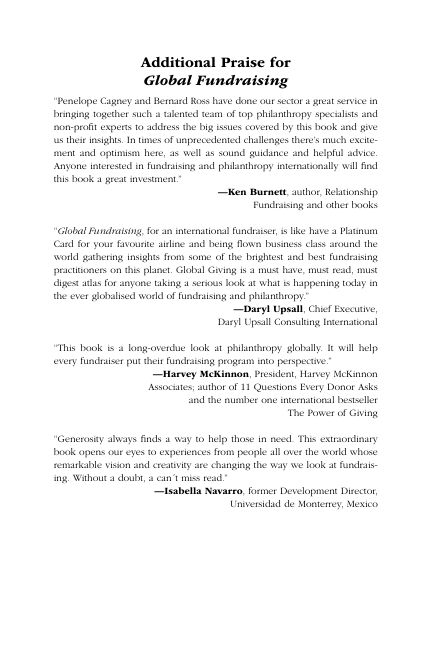 Additional Praise for
Global Fundraising
"Penelope Cagney and Bernard Ross have done our sector a great service in
bringing together such a talented team of top philanthropy specialists and
non-profit experts to address the big issues covered by this book and give
us their insights. In times of unprecedented challenges there's much excite-
ment and optimism here, as well as sound guidance and helpful advice.
Anyone interested in fundraising and philanthropy internationally will find
this book a great investment."
—Ken Burnett, author, Relationship
Fundraising and other books
"Global Fundraising, for an international fundraiser, is like have a Platinum
Card for your favourite airline and being flown business class around the
world gathering insights from some of the brightest and best fundraising
practitioners on this planet. Global Giving is a must have, must read, must
digest atlas for anyone taking a serious look at what is happening today in
the ever globalised world of fundraising and philanthropy."
—Daryl Upsall, Chief Executive,
Daryl Upsall Consulting International
"This book is a long-overdue look at philanthropy globally. It will help
every fundraiser put their fundraising program into perspective."
—Harvey McKinnon, President, Harvey McKinnon
Associates; author of 11 Questions Every Donor Asks
and the number one international bestseller
The Power of Giving
"Generosity always finds a way to help those in need. This extraordinary
book opens our eyes to experiences from people all over the world whose
remarkable vision and creativity are changing the way we look at fundrais-
ing. Without a doubt, a can´t miss read."
—Isabella Navarro, former Development Director,
Universidad de Monterrey, Mexico